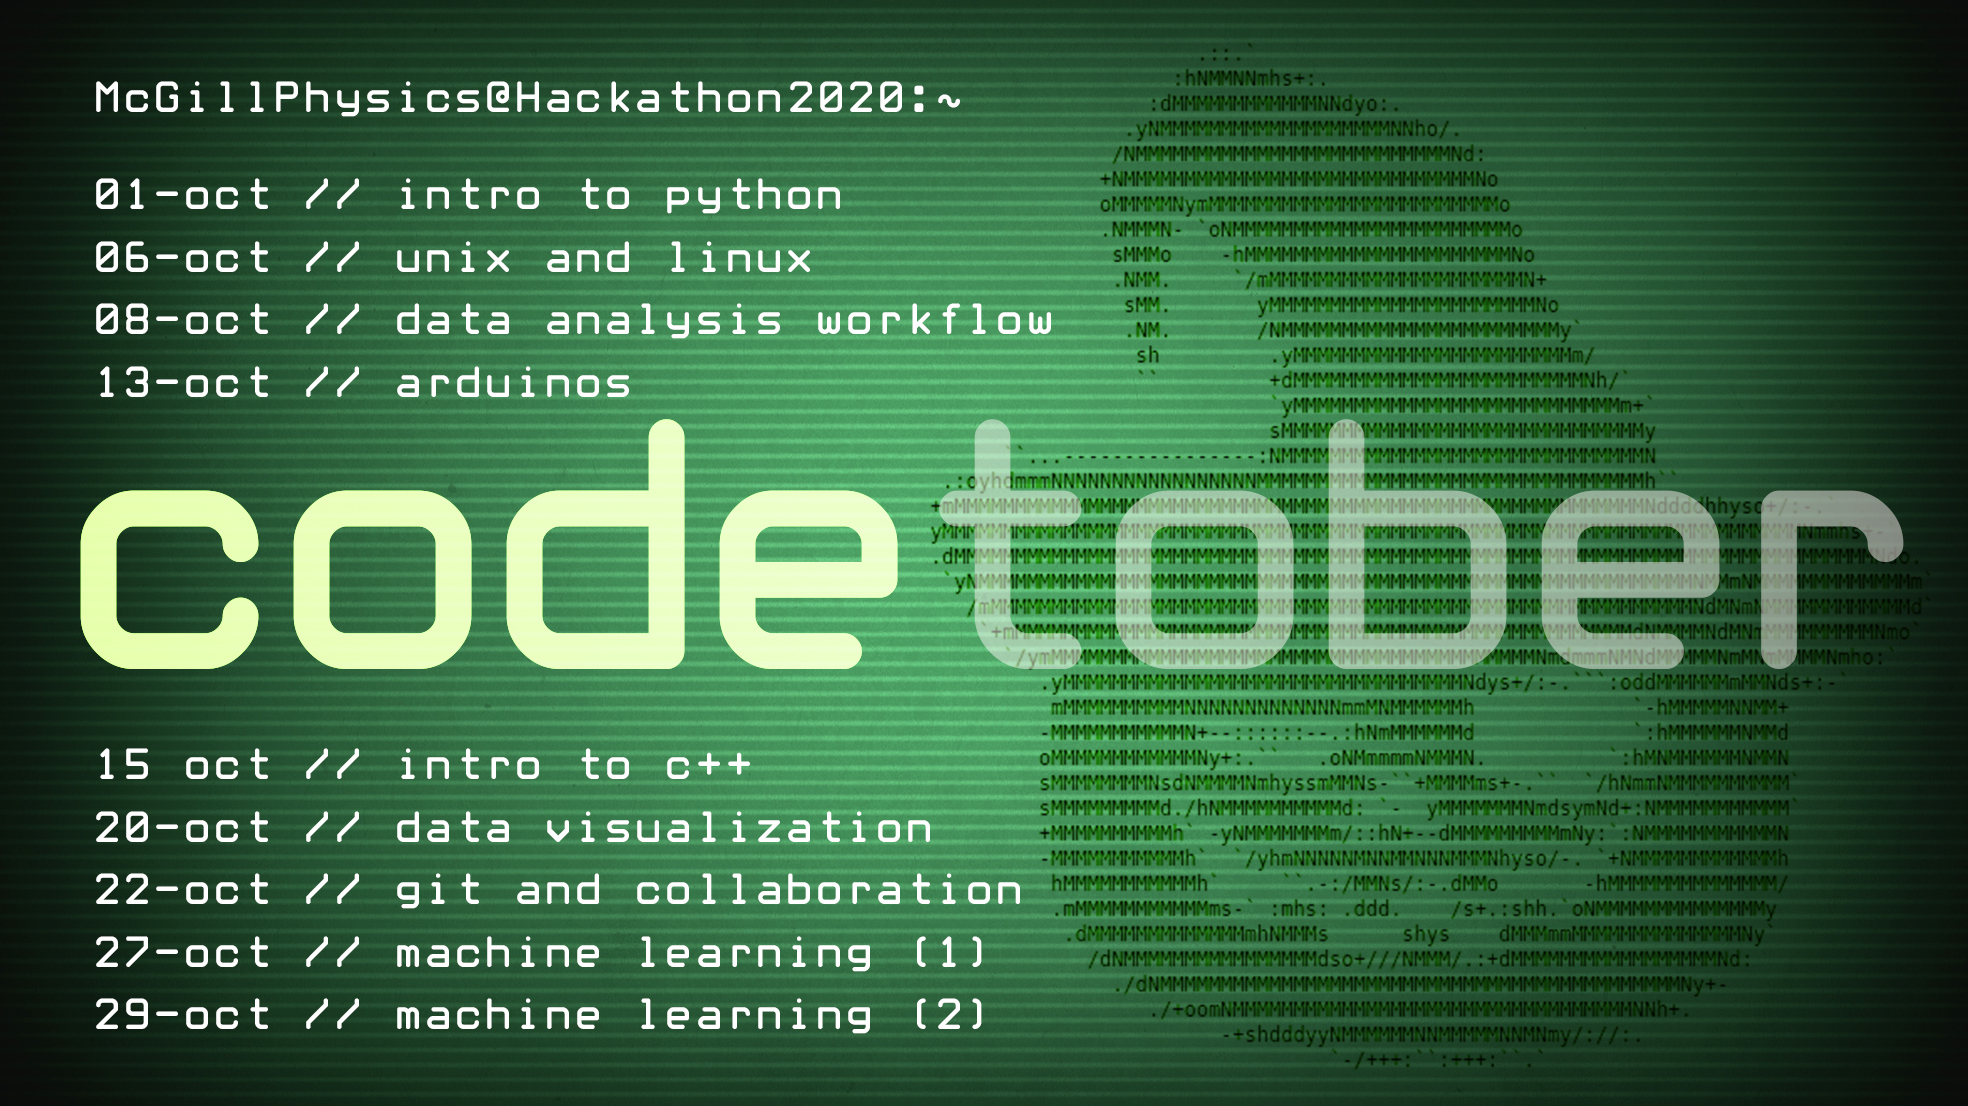 McGillPhysics@Hackathon2020:~
01-oct // intro to python
06-oct // unix and linux
08-oct // data analysis workflow
13-oct // arduinos
codetober
15 oct // intro to c++
20-oct // data visualization
22-oct // git and collaboration
27-oct // machine learning (1)
29-oct // machine learning (2)